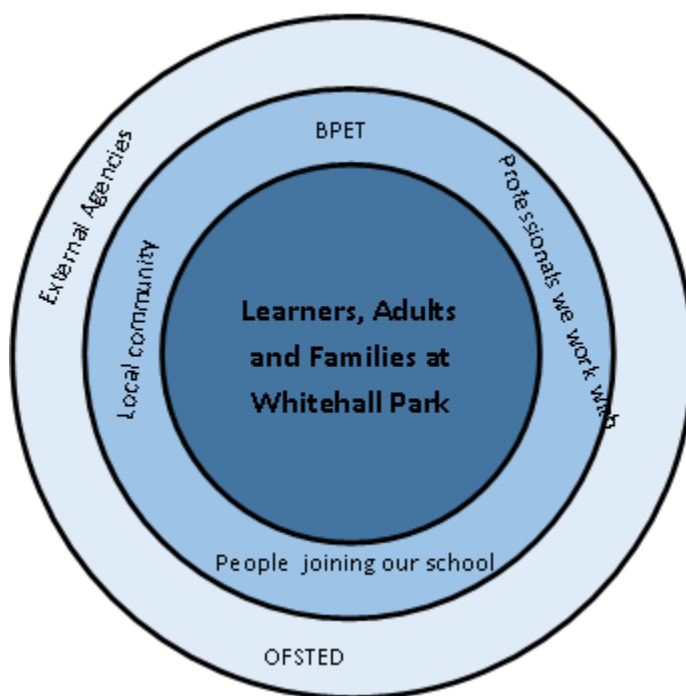 BPET
External Agencies
Professionals we work with
Local community
Learners, Adults
and Families at
Whitehall Park
People joining our school
OFSTED